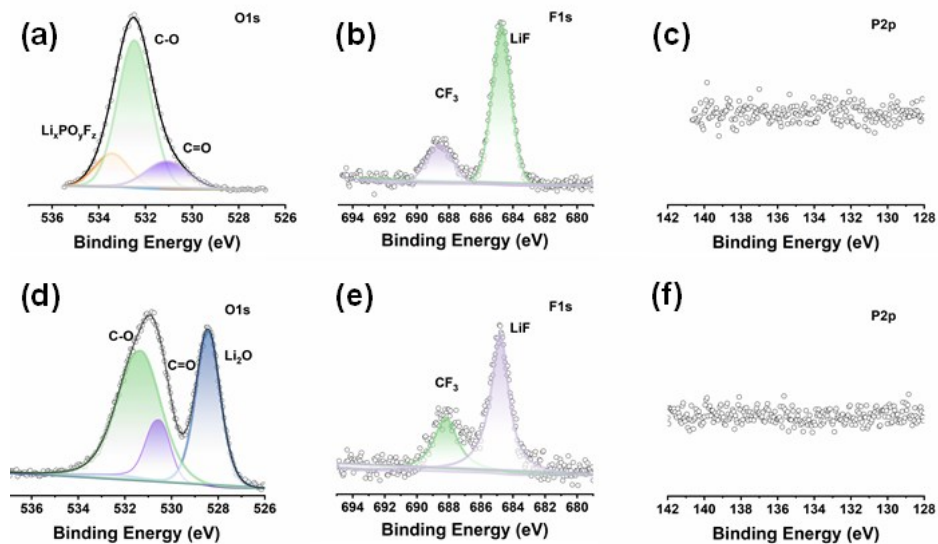 (a)
O1s
C-O
LiₓPOᵧF_z
C=O
536 534 532 530 528 526
Binding Energy (eV)
(b)
F1s
LiF
CF₃
694 692 690 688 686 684 682 680
Binding Energy (eV)
(c)
P2p
142 140 138 136 134 132 130 128
Binding Energy (eV)
(d)
O1s
C-O
C=O
Li₂O
536 534 532 530 528 526
Binding Energy (eV)
(e)
F1s
LiF
CF₃
694 692 690 688 686 684 682 680
Binding Energy (eV)
(f)
P2p
142 140 138 136 134 132 130 128
Binding Energy (eV)